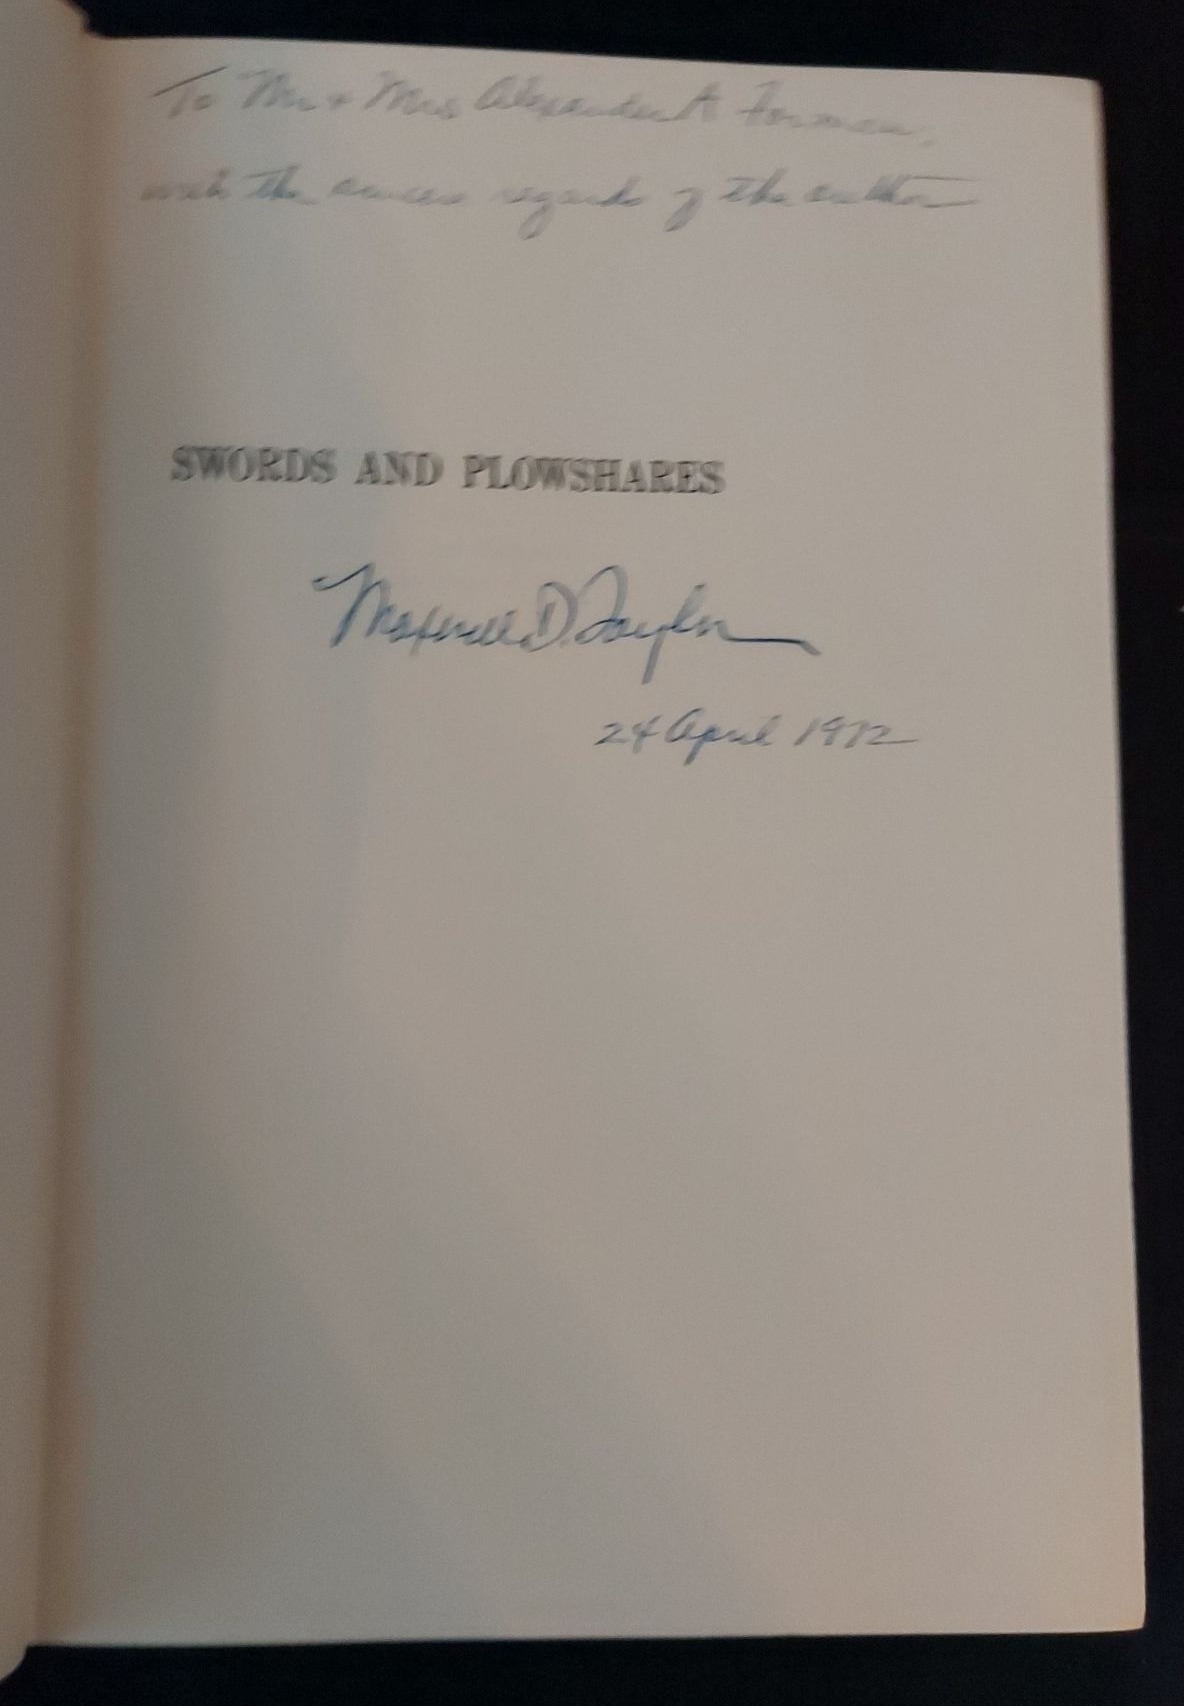 To Mr + Mrs Alexander A Forman,
with the sincere regards of the author
SWORDS AND PLOWSHARES
Maxwell D. Taylor
24 April 1972